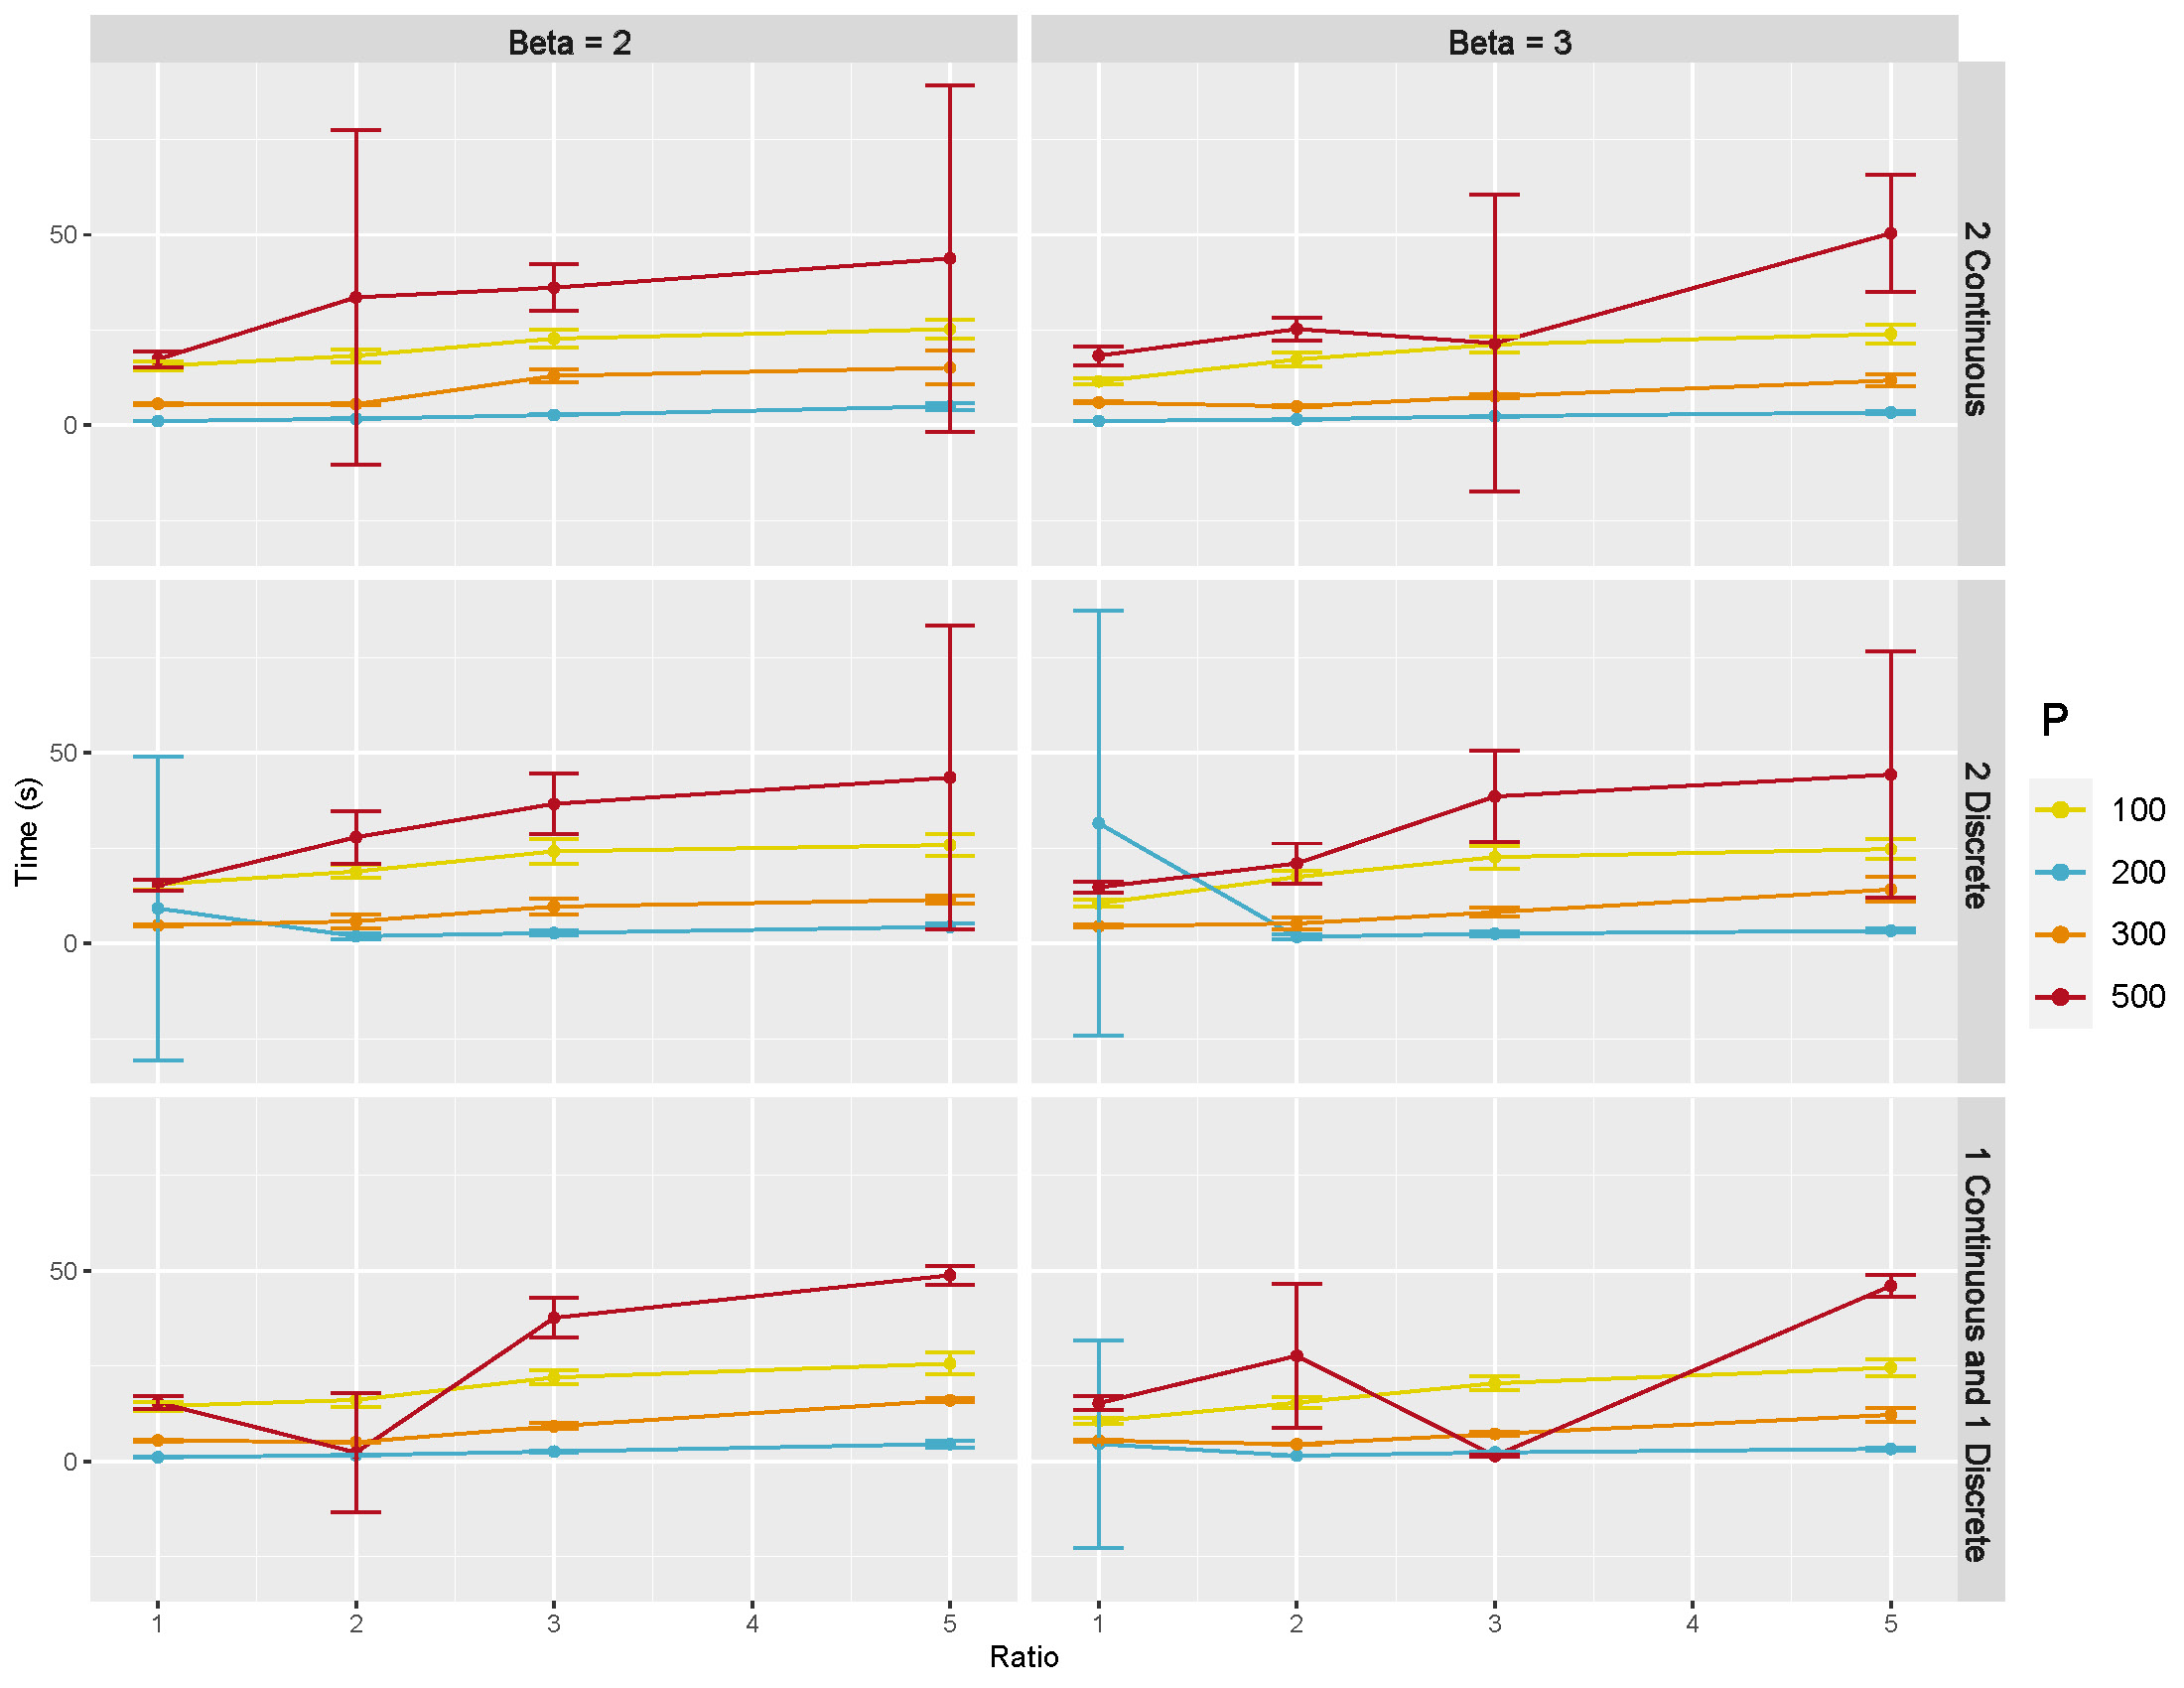 Beta = 2
Beta = 3
50
0
2 Continuous
Time (s)
50
0
2 Discrete
P
100
200
300
500
50
0
1 Continuous and 1 Discrete
1 2 3 4 5
1 2 3 4 5
Ratio